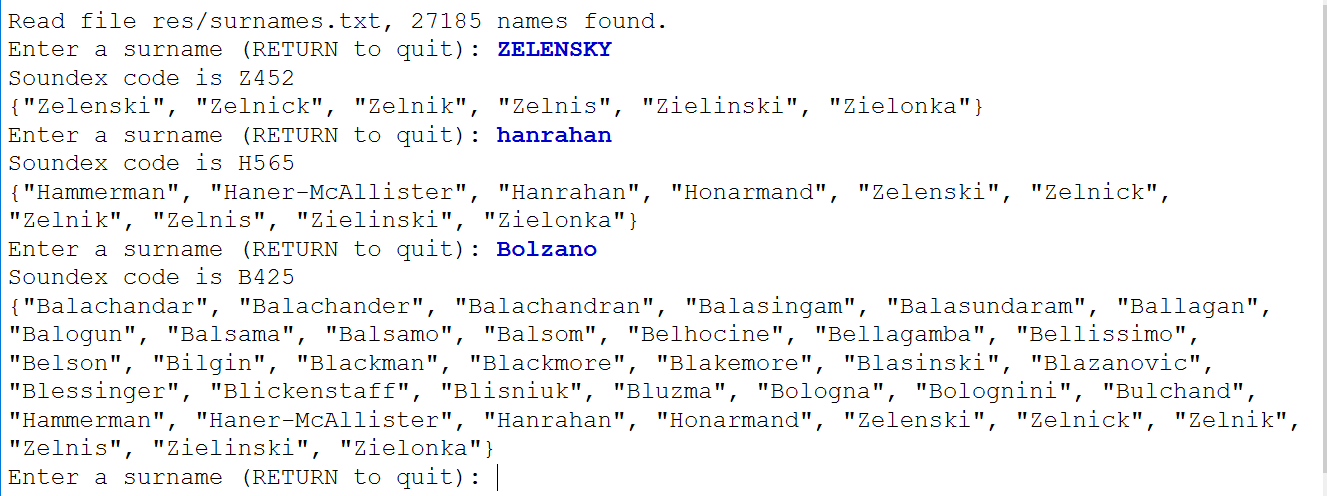 Read file res/surnames.txt, 27185 names found.
Enter a surname (RETURN to quit): ZELENSKY
Soundex code is Z452
{"Zelenski", "Zelnick", "Zelnik", "Zelnis", "Zielinski", "Zielonka"}
Enter a surname (RETURN to quit): hanrahan
Soundex code is H565
{"Hammerman", "Haner-McAllister", "Hanrahan", "Honarmand", "Zelenski", "Zelnick",
"Zelnik", "Zelnis", "Zielinski", "Zielonka"}
Enter a surname (RETURN to quit): Bolzano
Soundex code is B425
{"Balachandar", "Balachander", "Balachandran", "Balasingam", "Balasundaram", "Ballagan",
"Balogun", "Balsama", "Balsamo", "Balsom", "Belhocine", "Bellagamba", "Bellissimo",
"Belson", "Bilgin", "Blackman", "Blackmore", "Blakemore", "Blasinski", "Blazanovic",
"Blessinger", "Blickenstaff", "Blisniuk", "Bluzma", "Bologna", "Bolognini", "Bulchand",
"Hammerman", "Haner-McAllister", "Hanrahan", "Honarmand", "Zelenski", "Zelnick", "Zelnik",
"Zelnis", "Zielinski", "Zielonka"}
Enter a surname (RETURN to quit):